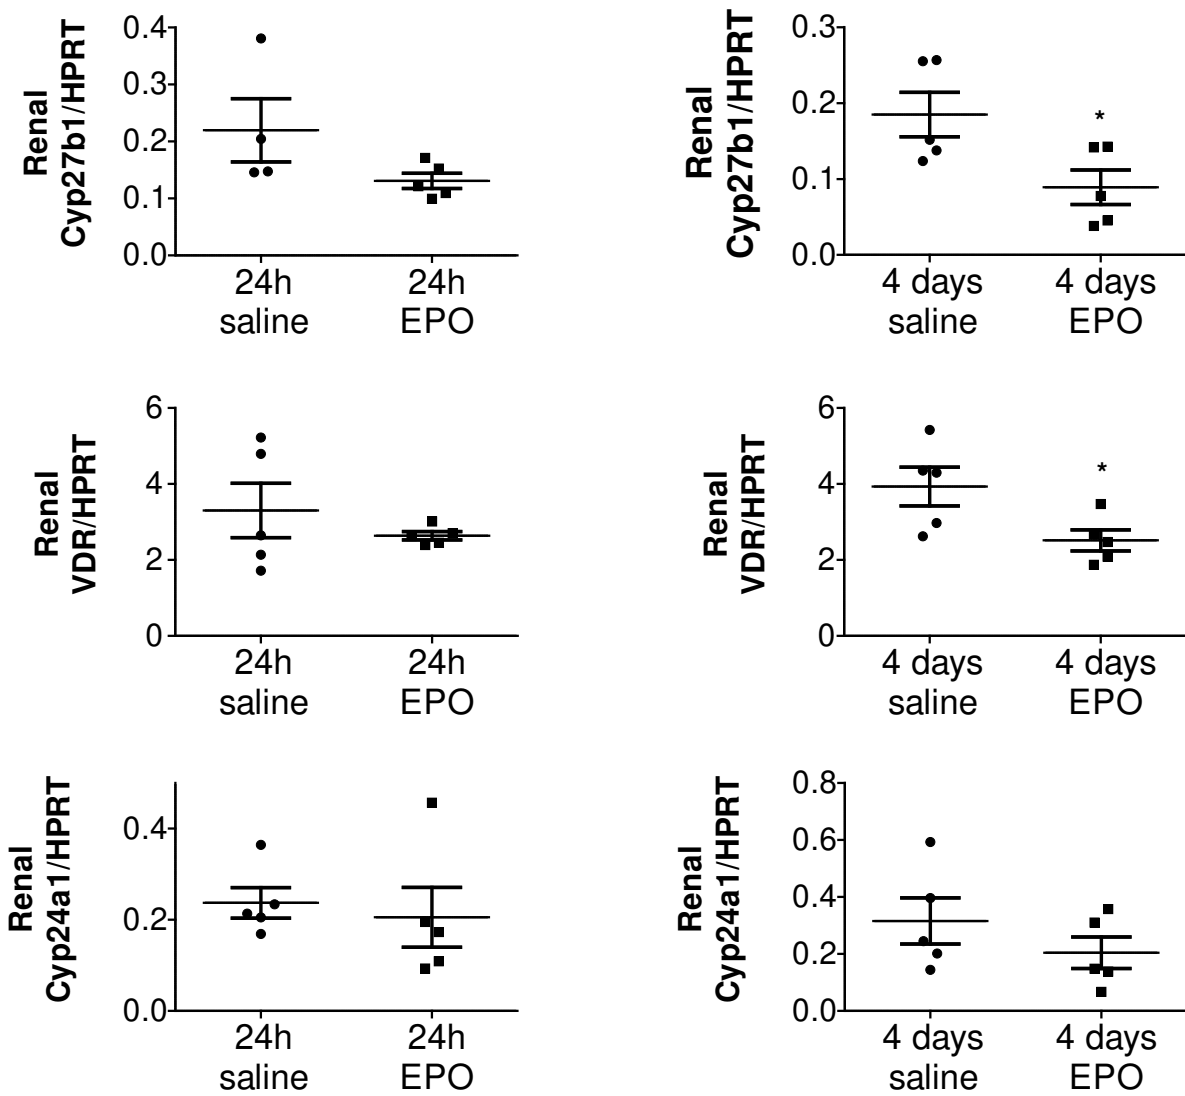 Renal
Cyp27b1/HPRT
0.4
0.3
0.2
0.1
0.0
24h
saline
24h
EPO
Renal
Cyp27b1/HPRT
0.3
0.2
0.1
0.0
*
4 days
saline
4 days
EPO
Renal
VDR/HPRT
6
4
2
0
24h
saline
24h
EPO
Renal
VDR/HPRT
6
4
2
0
*
4 days
saline
4 days
EPO
Renal
Cyp24a1/HPRT
0.4
0.2
0.0
24h
saline
24h
EPO
Renal
Cyp24a1/HPRT
0.8
0.6
0.4
0.2
0.0
4 days
saline
4 days
EPO